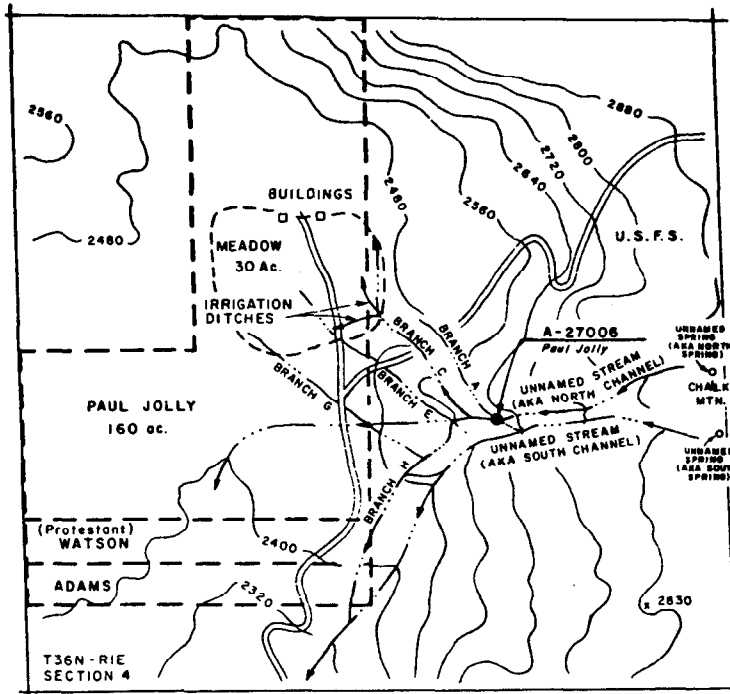 2560
2880
2800
2720
2640
2480
2560
2480
BUILDINGS
U.S.F.S.
MEADOW
30 Ac.
IRRIGATION
DITCHES
BRANCH C
BRANCH A
A-27006
Paul Jolly
UNNAMED
SPRING
(AKA NORTH
SPRING)
CHALK
MTN.
UNNAMED STREAM
(AKA NORTH CHANNEL)
BRANCH G
BRANCH E
PAUL JOLLY
160 ac.
UNNAMED STREAM
(AKA SOUTH CHANNEL)
UNNAMED
SPRING
(AKA SOUTH
SPRING)
BRANCH H
(Protestant)
WATSON
2400
ADAMS
2320
x 2630
T36N-R1E
SECTION 4